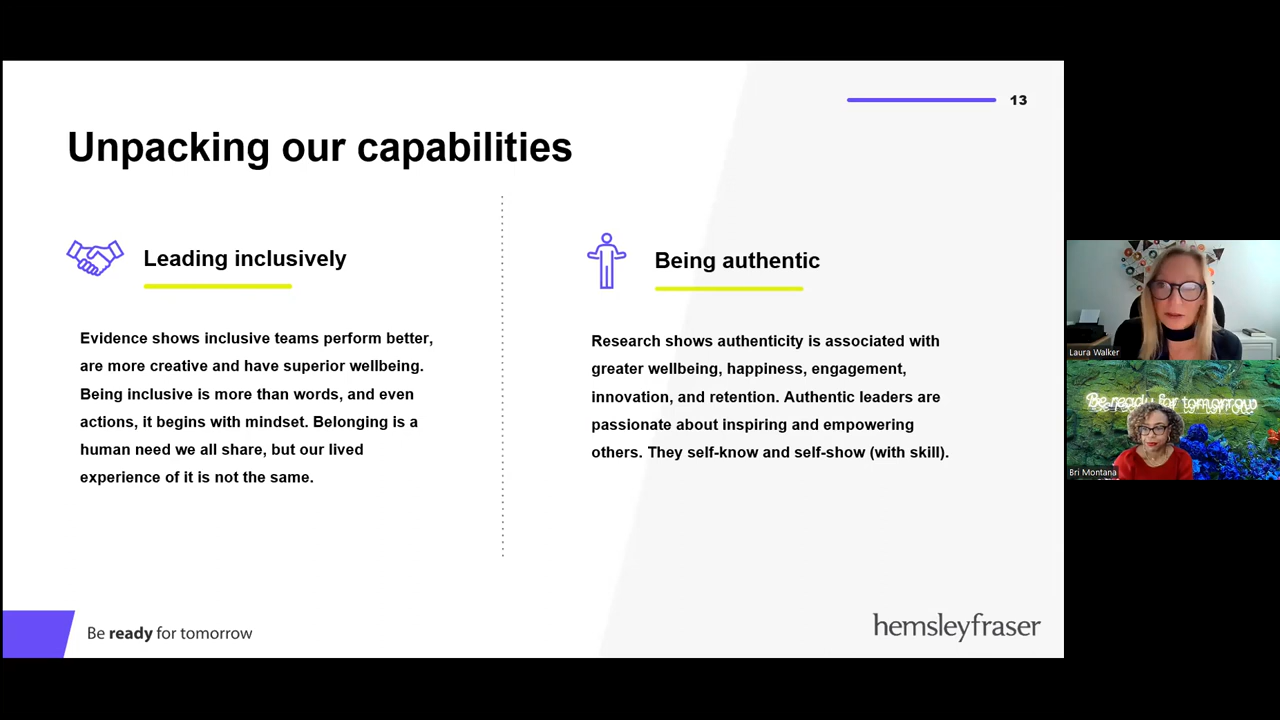 13
Unpacking our capabilities
Leading inclusively
Evidence shows inclusive teams perform better,
are more creative and have superior wellbeing.
Being inclusive is more than words, and even
actions, it begins with mindset. Belonging is a
human need we all share, but our lived
experience of it is not the same.
Being authentic
Research shows authenticity is associated with
greater wellbeing, happiness, engagement,
innovation, and retention. Authentic leaders are
passionate about inspiring and empowering
others. They self-know and self-show (with skill).
Be ready for tomorrow
hemsleyfraser
Laura Walker
Be ready for tomorrow
Bri Montana